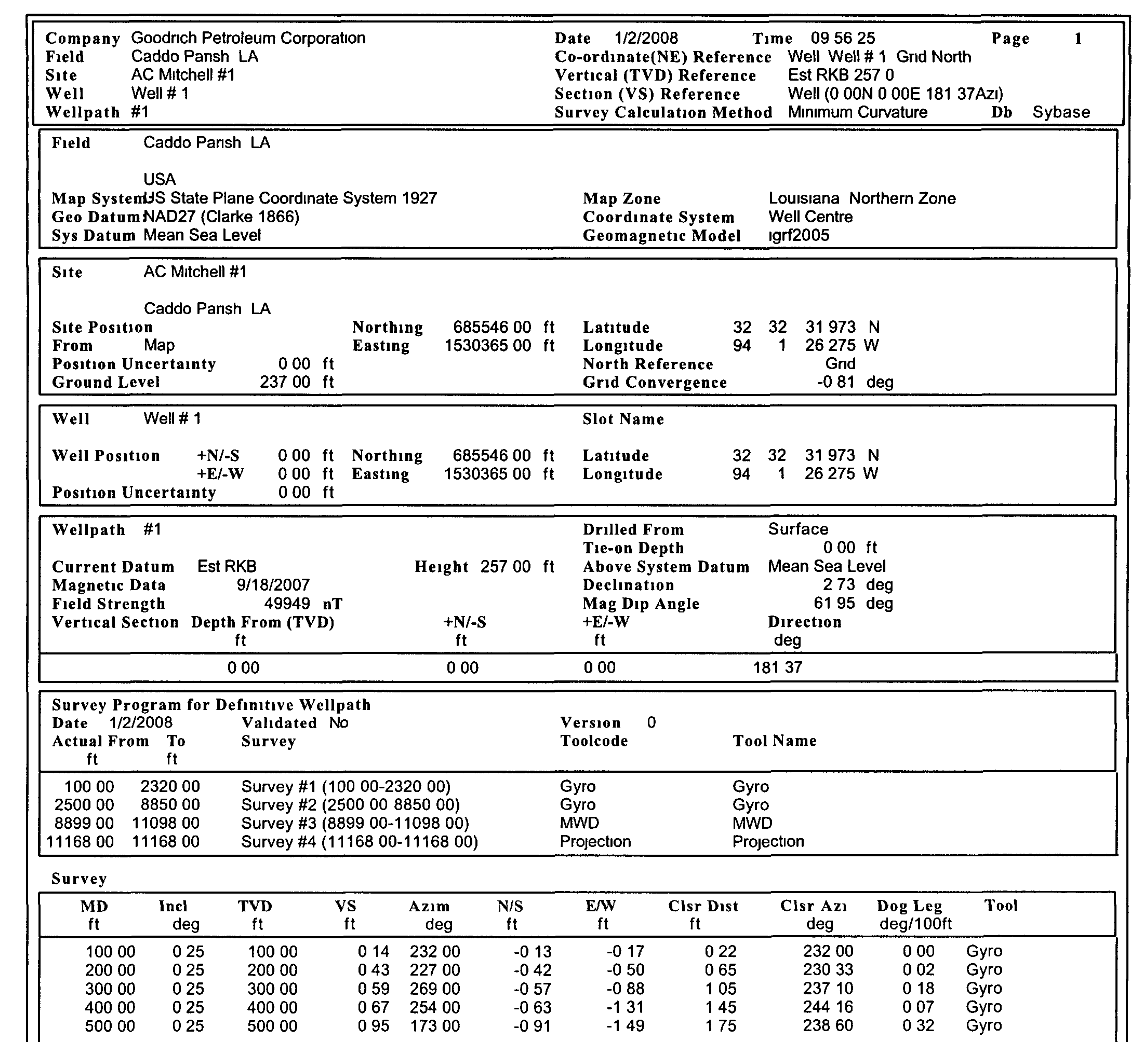 Company Goodrich Petroleum Corporation Date 1/2/2008 Time 09 56 25 Page 1
Field Caddo Parish LA Co-ordinate(NE) Reference Well Well # 1 Grid North
Site AC Mitchell #1 Vertical (TVD) Reference Est RKB 257 0
Well Well # 1 Section (VS) Reference Well (0 00N 0 00E 181 37Azi)
Wellpath #1 Survey Calculation Method Minimum Curvature Db Sybase
Field Caddo Parish LA
USA
Map System US State Plane Coordinate System 1927 Map Zone Louisiana Northern Zone
Geo Datum NAD27 (Clarke 1866) Coordinate System Well Centre
Sys Datum Mean Sea Level Geomagnetic Model igrf2005
Site AC Mitchell #1
Caddo Parish LA
Site Position Northing 685546 00 ft Latitude 32 32 31 973 N
From Map Easting 1530365 00 ft Longitude 94 1 26 275 W
Position Uncertainty 0 00 ft North Reference Grid
Ground Level 237 00 ft Grid Convergence -0 81 deg
Well Well # 1 Slot Name
Well Position +N/-S 0 00 ft Northing 685546 00 ft Latitude 32 32 31 973 N
+E/-W 0 00 ft Easting 1530365 00 ft Longitude 94 1 26 275 W
Position Uncertainty 0 00 ft
Wellpath #1 Drilled From Surface
Tie-on Depth 0 00 ft
Current Datum Est RKB Height 257 00 ft Above System Datum Mean Sea Level
Magnetic Data 9/18/2007 Declination 2 73 deg
Field Strength 49949 nT Mag Dip Angle 61 95 deg
Vertical Section Depth From (TVD) +N/-S +E/-W Direction
ft ft ft deg
0 00 0 00 0 00 181 37
Survey Program for Definitive Wellpath
Date 1/2/2008 Validated No Version 0
Actual From To Survey Toolcode Tool Name
ft ft
100 00 2320 00 Survey #1 (100 00-2320 00) Gyro Gyro
2500 00 8850 00 Survey #2 (2500 00 8850 00) Gyro Gyro
8899 00 11098 00 Survey #3 (8899 00-11098 00) MWD MWD
11168 00 11168 00 Survey #4 (11168 00-11168 00) Projection Projection
Survey
MD Incl TVD VS Azim N/S E/W Clsr Dist Clsr Azi Dog Leg Tool
ft deg ft ft deg ft ft ft deg deg/100ft
100 00 0 25 100 00 0 14 232 00 -0 13 -0 17 0 22 232 00 0 00 Gyro
200 00 0 25 200 00 0 43 227 00 -0 42 -0 50 0 65 230 33 0 02 Gyro
300 00 0 25 300 00 0 59 269 00 -0 57 -0 88 1 05 237 10 0 18 Gyro
400 00 0 25 400 00 0 67 254 00 -0 63 -1 31 1 45 244 16 0 07 Gyro
500 00 0 25 500 00 0 95 173 00 -0 91 -1 49 1 75 238 60 0 32 Gyro